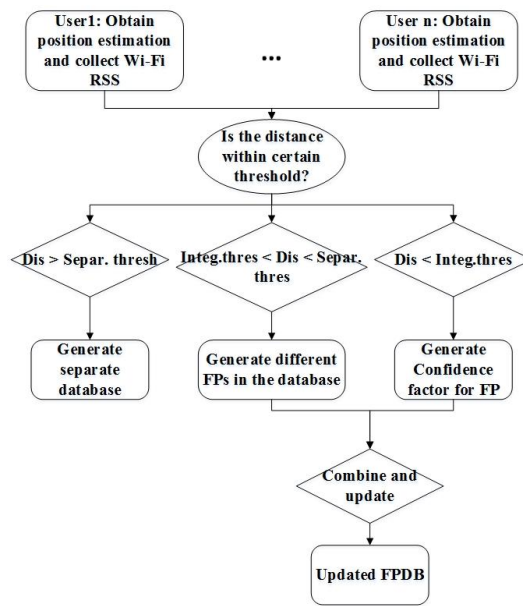 User1: Obtain
position estimation
and collect Wi-Fi
RSS
...
User n: Obtain
position estimation
and collect Wi-Fi
RSS
Is the distance
within certain
threshold?
Dis > Separ. thresh
Integ.thres < Dis < Separ.
thres
Dis < Integ.thres
Generate
separate
database
Generate different
FPs in the database
Generate
Confidence
factor for FP
Combine and
update
Updated FPDB